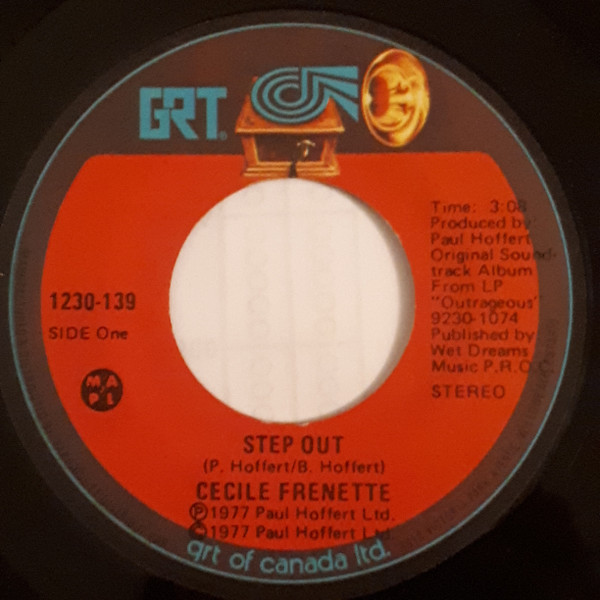 GRT®
Time: 3:08
Produced by
Paul Hoffert
Original Sound-
track Album
From LP
"Outrageous"
9230-1074
Published by
Wet Dreams
Music P.R.O.
STEREO
1230-139
SIDE One
M A
P L
STEP OUT
(P. Hoffert/B. Hoffert)
CECILE FRENETTE
℗1977 Paul Hoffert Ltd.
©1977 Paul Hoffert Ltd.
grt of canada ltd.